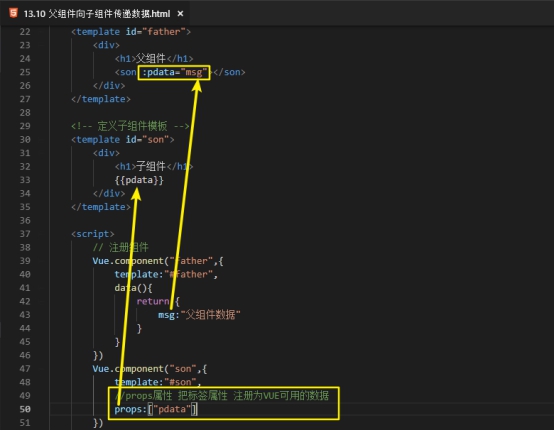 13.10 父组件向子组件传递数据.html ×
22 <template id="father">
23 <div>
24 <h1>父组件</h1>
25 <son :pdata="msg"></son>
26 </div>
27 </template>
28
29 <!-- 定义子组件模板 -->
30 <template id="son">
31 <div>
32 <h1>子组件</h1>
33 {{pdata}}
34 </div>
35 </template>
36
37 <script>
38 // 注册组件
39 Vue.component("father",{
40 template:"#father",
41 data(){
42 return {
43 msg:"父组件数据"
44 }
45 }
46 })
47 Vue.component("son",{
48 template:"#son",
49 //props属性 把标签属性 注册为VUE可用的数据
50 props:["pdata"]
51 })